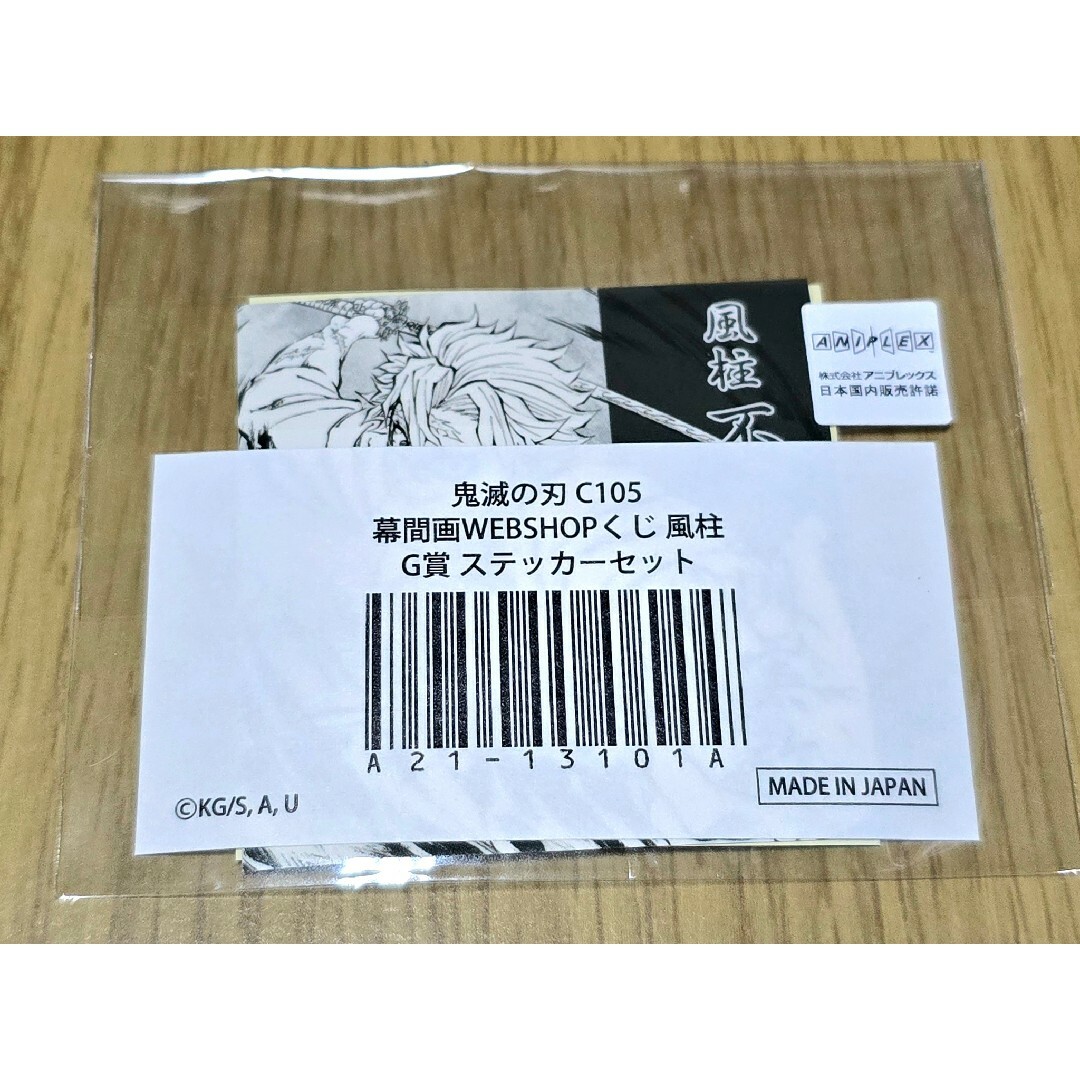 風柱 不
ANIPLEX
株式会社アニプレックス
日本国内販売許諾
鬼滅の刃 C105
幕間画WEBSHOPくじ 風柱
G賞 ステッカーセット
A21-13101A
©KG/S, A, U
MADE IN JAPAN